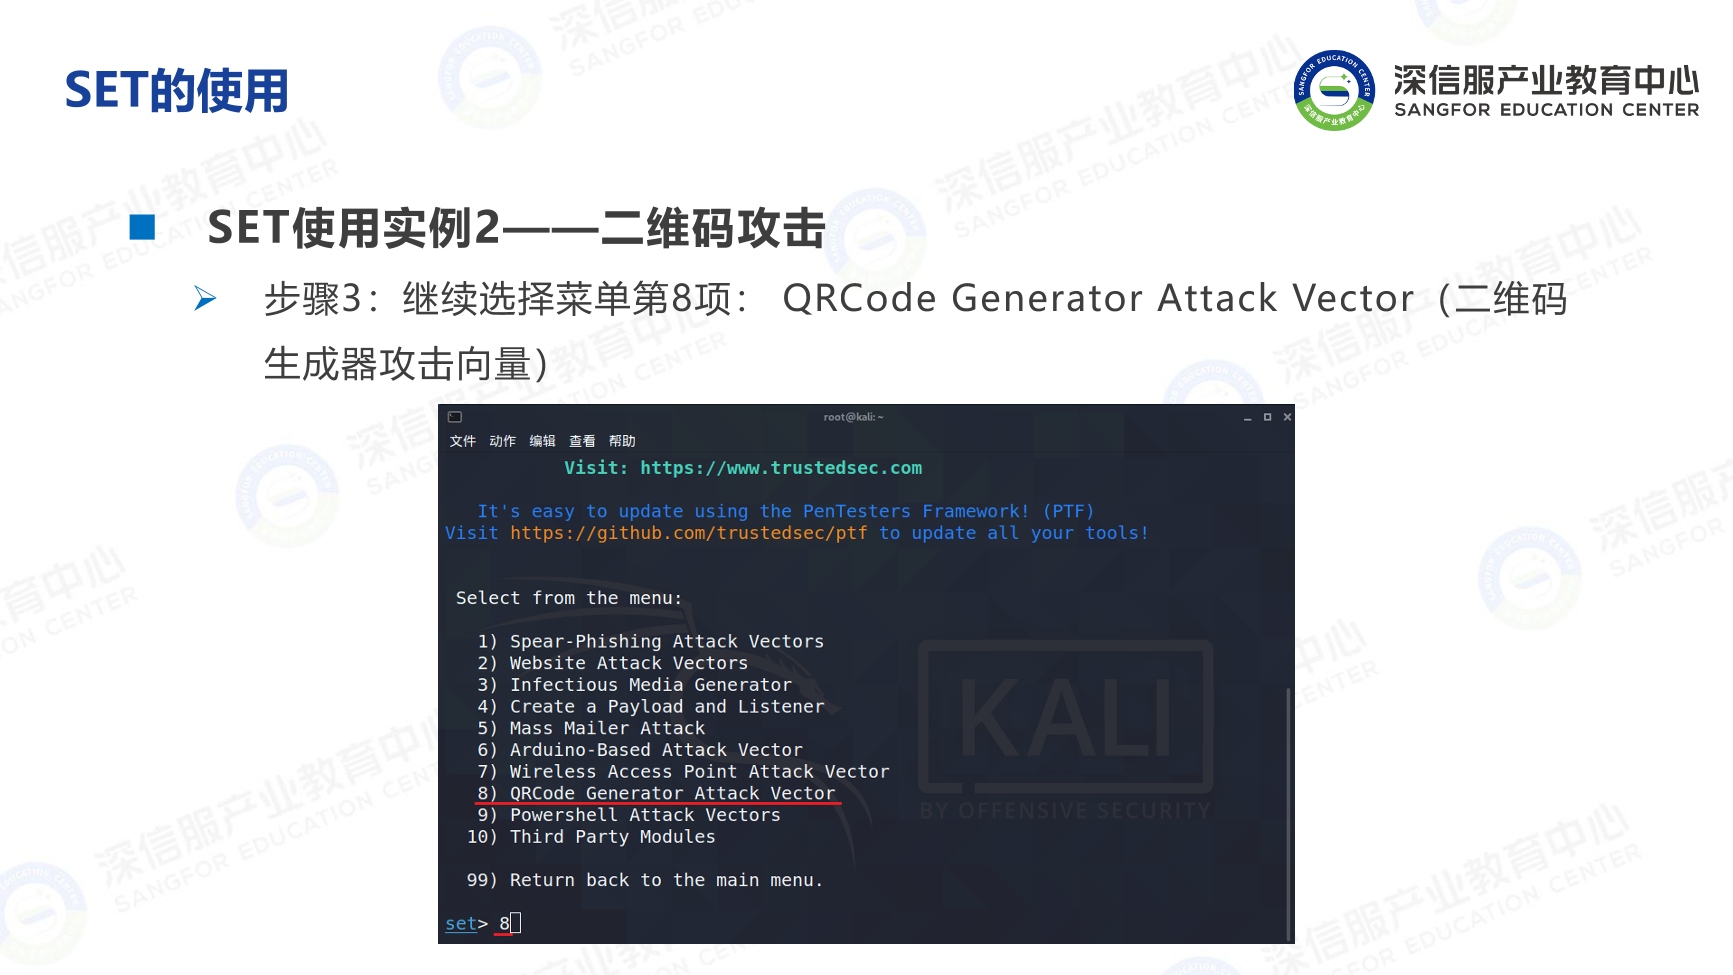 SET的使用
深信服产业教育中心
SANGFOR EDUCATION CENTER
SET使用实例2——二维码攻击
步骤3：继续选择菜单第8项： QRCode Generator Attack Vector（二维码
生成器攻击向量）
root@kali: ~
文件 动作 编辑 查看 帮助
Visit: https://www.trustedsec.com
It's easy to update using the PenTesters Framework! (PTF)
Visit https://github.com/trustedsec/ptf to update all your tools!
Select from the menu:
1) Spear-Phishing Attack Vectors
2) Website Attack Vectors
3) Infectious Media Generator
4) Create a Payload and Listener
5) Mass Mailer Attack
6) Arduino-Based Attack Vector
7) Wireless Access Point Attack Vector
8) QRCode Generator Attack Vector
9) Powershell Attack Vectors
10) Third Party Modules
99) Return back to the main menu.
set> 8
KALI
BY OFFENSIVE SECURITY